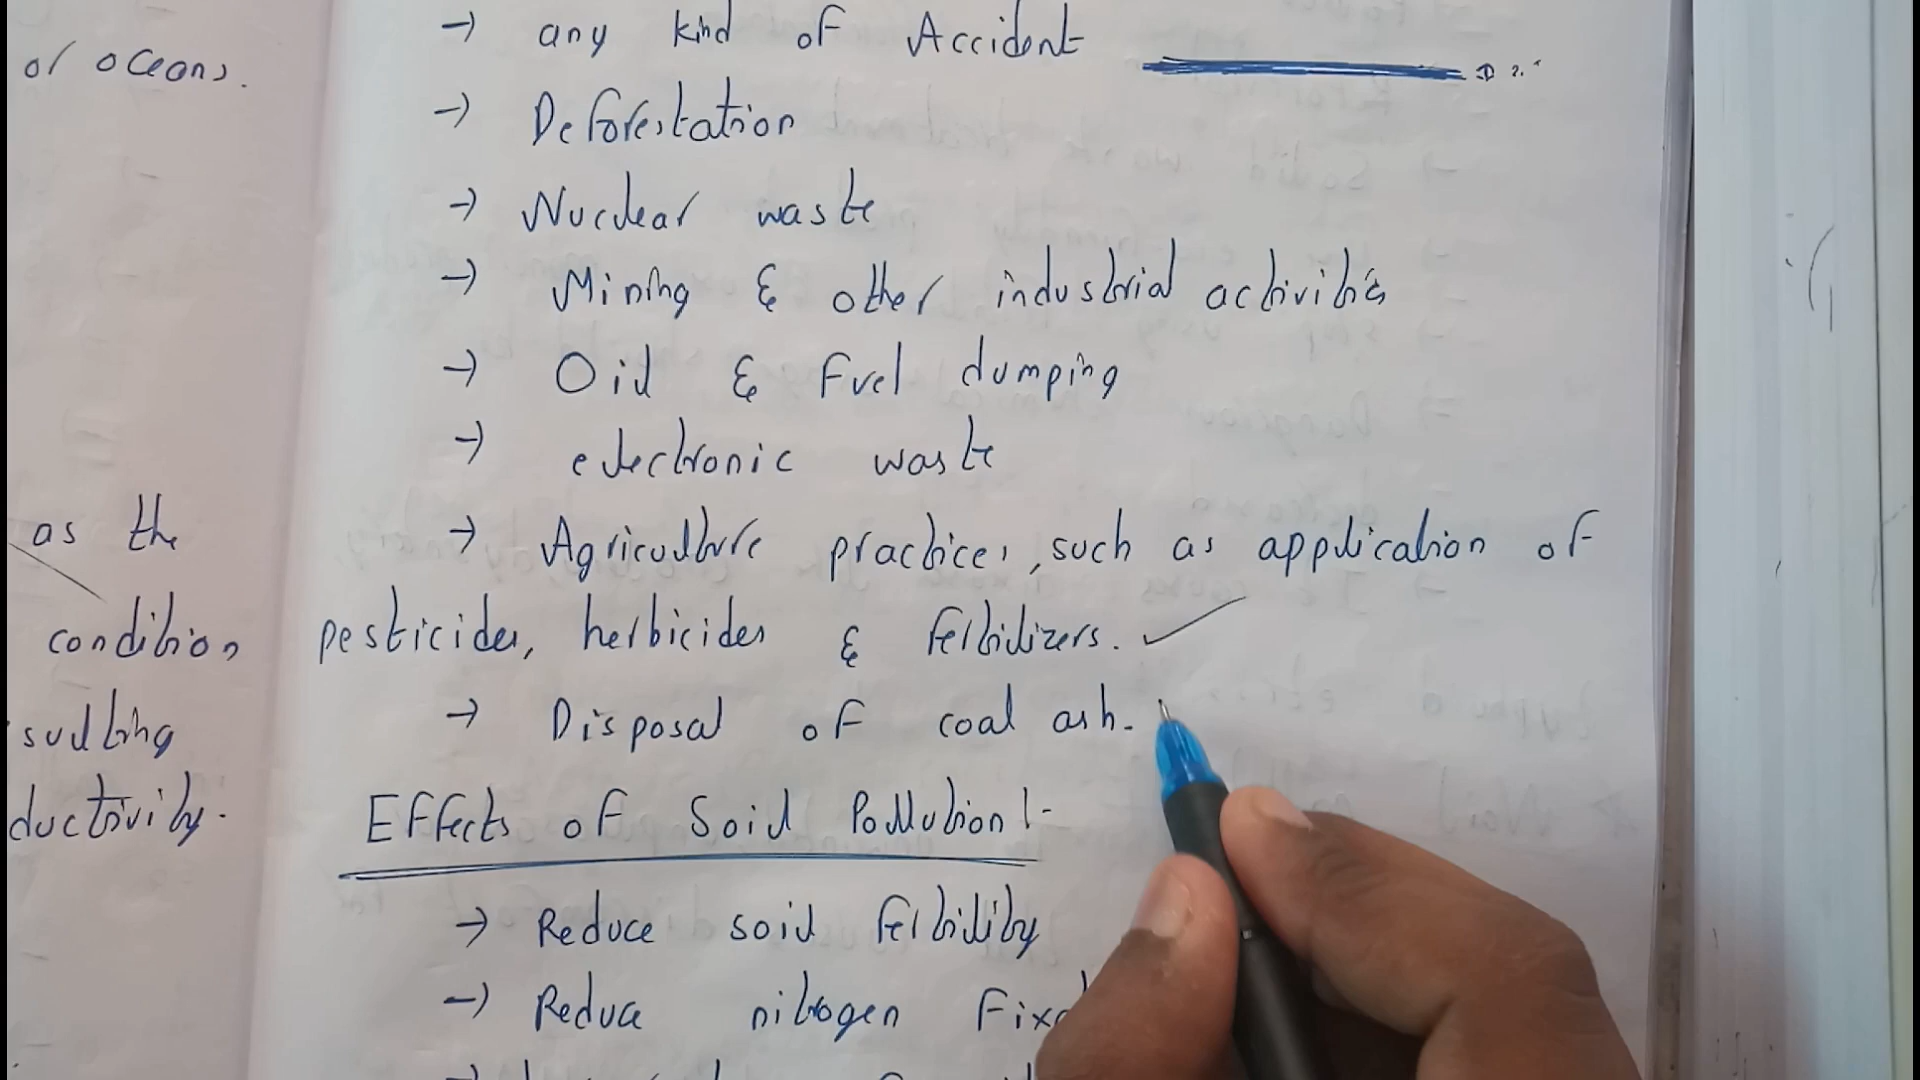 of oceans.
as the
condition
sulting
ductivity.
→ any kind of Accident
→ Deforestation
→ Nuclear waste
→ Mining & other industrial activities
→ Oil & Fuel dumping
→ electronic waste
→ Agriculture practices, such as application of
pesticides, herbicides & fertilizers.
→ Disposal of coal ash.
Effects of Soil Pollution :-
→ Reduce soil fertility
→ Reduce nitrogen